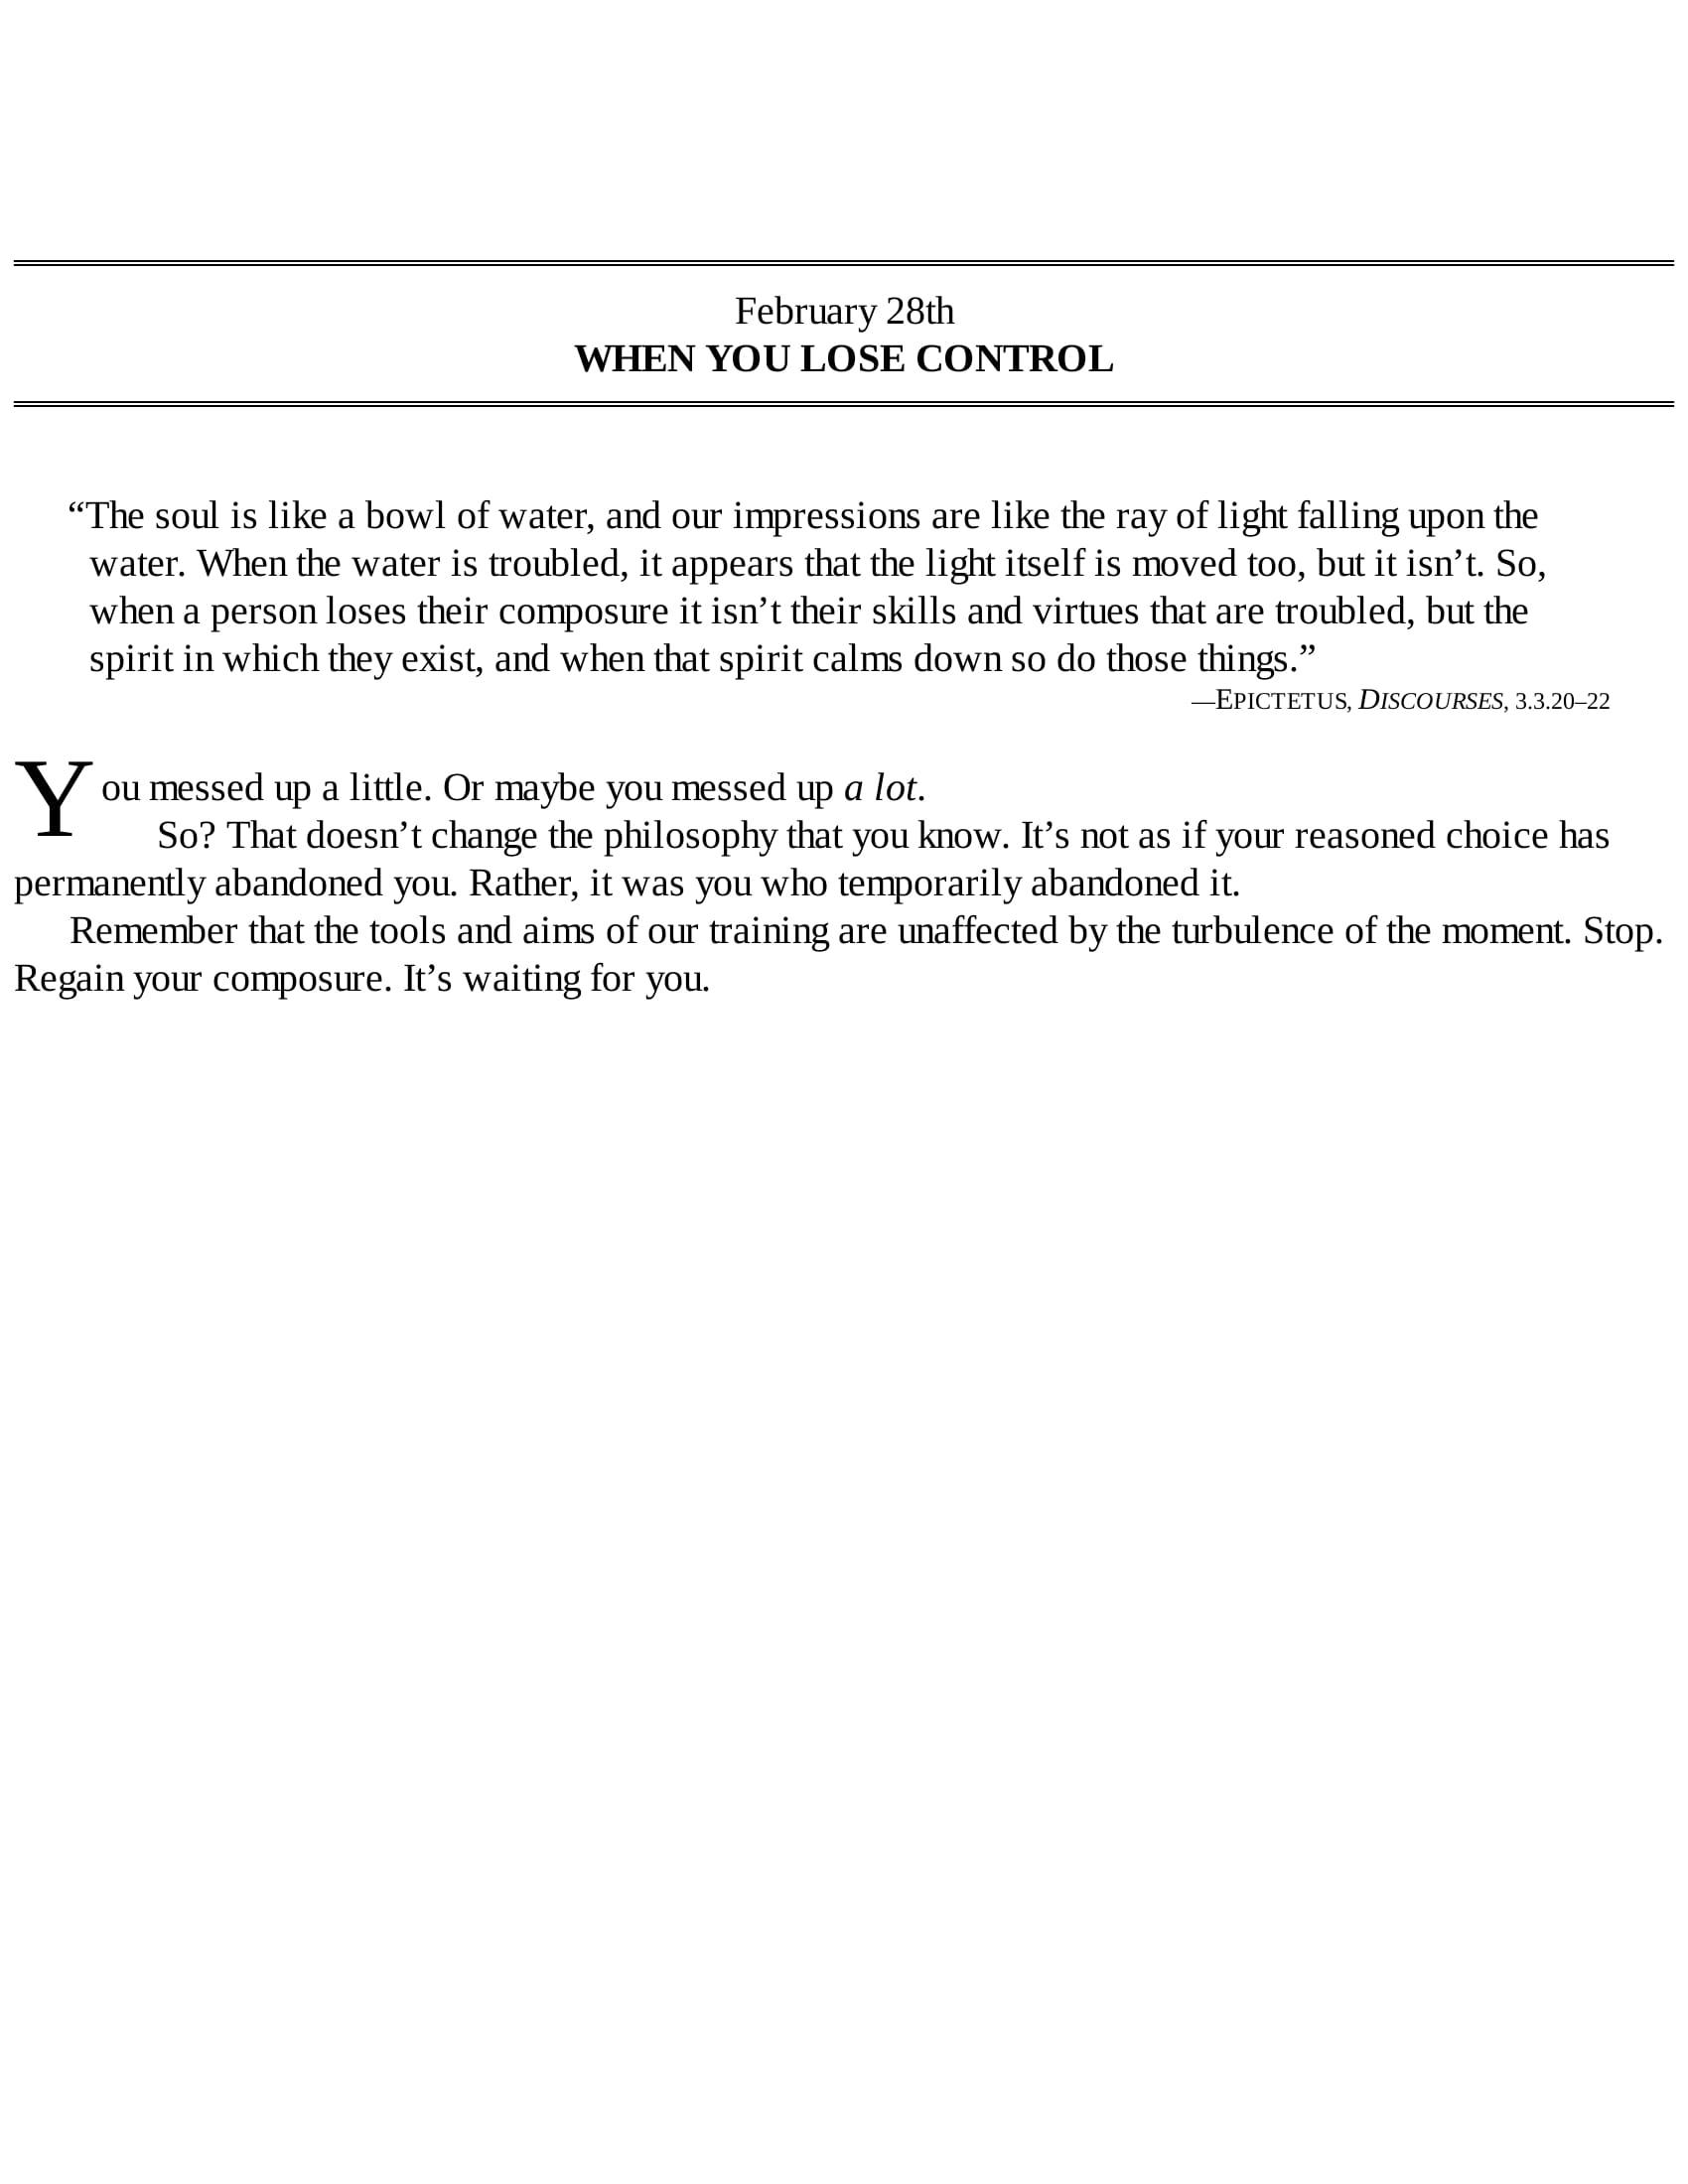 February 28th
WHEN YOU LOSE CONTROL
“The soul is like a bowl of water, and our impressions are like the ray of light falling upon the
water. When the water is troubled, it appears that the light itself is moved too, but it isn’t. So,
when a person loses their composure it isn’t their skills and virtues that are troubled, but the
spirit in which they exist, and when that spirit calms down so do those things.”
—EPICTETUS, DISCOURSES, 3.3.20–22
You messed up a little. Or maybe you messed up a lot.
So? That doesn’t change the philosophy that you know. It’s not as if your reasoned choice has
permanently abandoned you. Rather, it was you who temporarily abandoned it.
Remember that the tools and aims of our training are unaffected by the turbulence of the moment. Stop.
Regain your composure. It’s waiting for you.